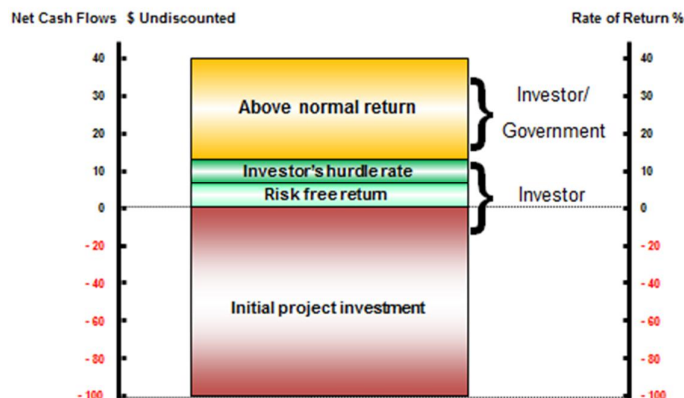 Net Cash Flows $ Undiscounted
Rate of Return %
40
30
20
10
0
- 20
- 40
- 60
- 80
- 100
Above normal return
Investor's hurdle rate
Risk free return
Initial project investment
Investor/
Government
Investor
40
30
20
10
0
- 20
- 40
- 60
- 80
- 100